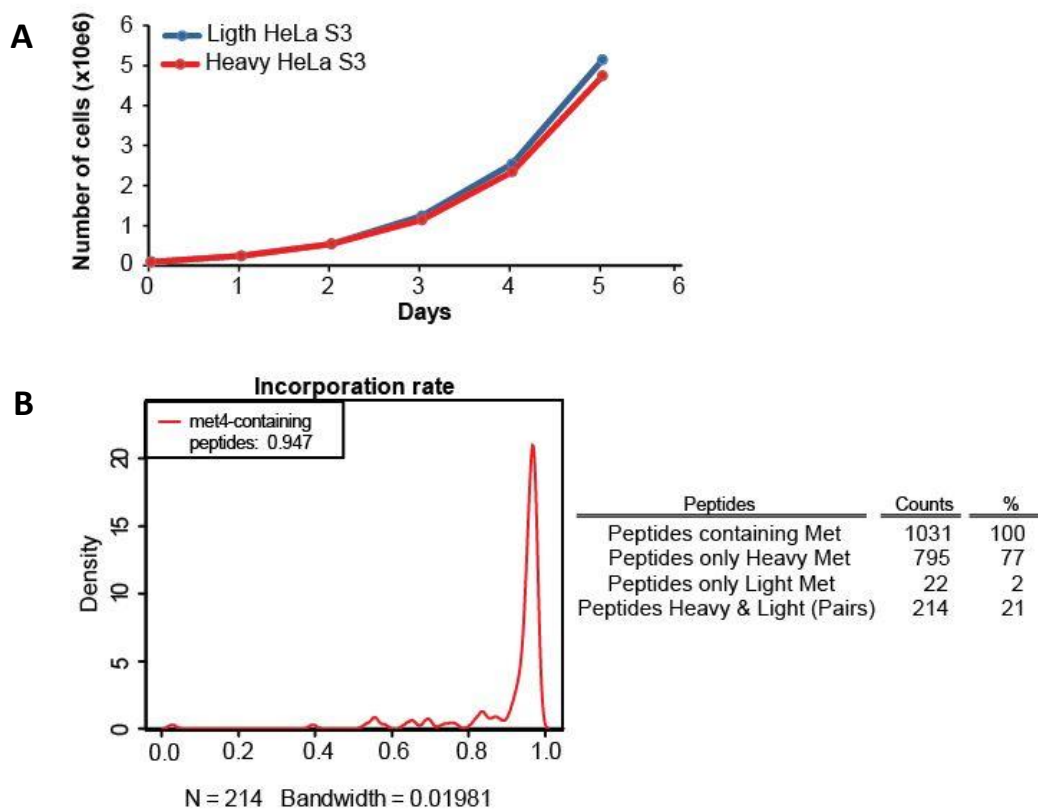 A
Number of cells (x10e6)
6
5
4
3
2
1
0
Ligth HeLa S3
Heavy HeLa S3
0 1 2 3 4 5 6
Days
B
Incorporation rate
met4-containing
peptides: 0.947
Density
20
15
10
5
0
0.0 0.2 0.4 0.6 0.8 1.0
N = 214 Bandwidth = 0.01981
Peptides Counts %
Peptides containing Met 1031 100
Peptides only Heavy Met 795 77
Peptides only Light Met 22 2
Peptides Heavy & Light (Pairs) 214 21